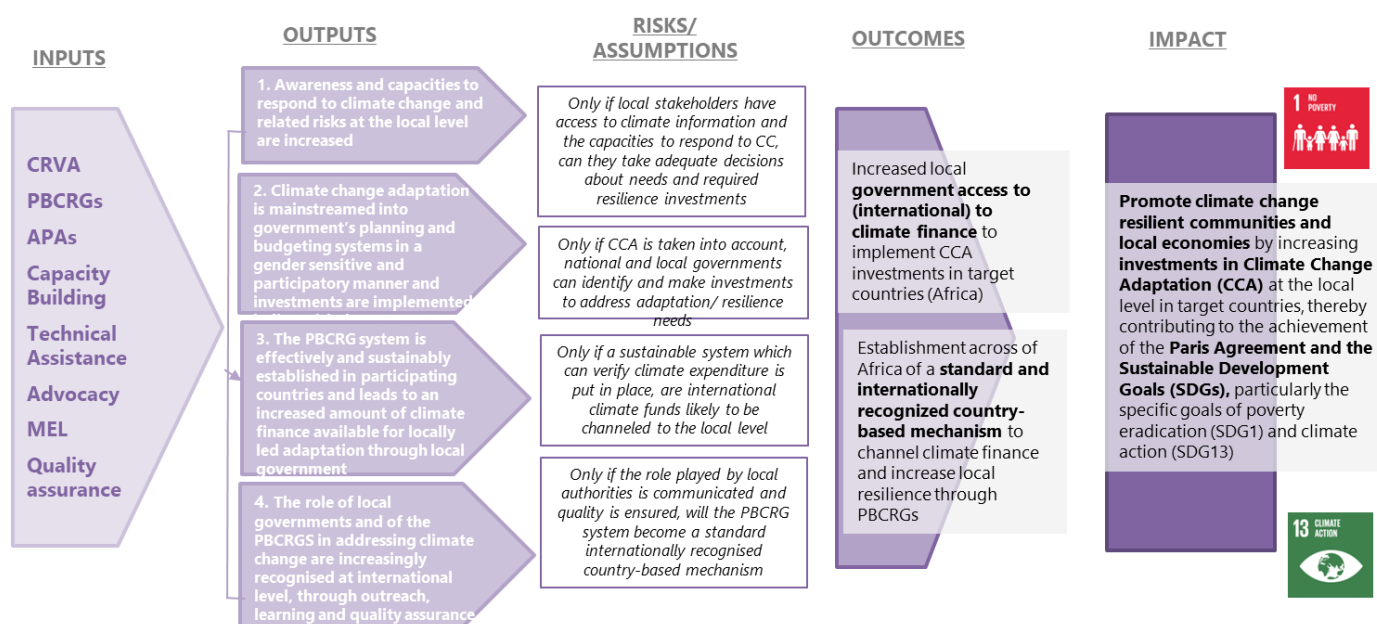 INPUTS
CRVA
PBCRGs
APAs
Capacity
Building
Technical
Assistance
Advocacy
MEL
Quality
assurance
OUTPUTS
1. Awareness and capacities to
respond to climate change and
related risks at the local level
are increased
2. Climate change adaptation
is mainstreamed into
government's planning and
budgeting systems in a
gender sensitive and
participatory manner and
investments are implemented
3. The PBCRG system is
effectively and sustainably
established in participating
countries and leads to an
increased amount of climate
finance available for locally
led adaptation through local
government
4. The role of local
governments and of the
PBCRGS in addressing climate
change are increasingly
recognised at international
level, through outreach,
learning and quality assurance
RISKS/
ASSUMPTIONS
Only if local stakeholders have
access to climate information and
the capacities to respond to CC,
can they take adequate decisions
about needs and required
resilience investments
Only if CCA is taken into account,
national and local governments
can identify and make investments
to address adaptation/ resilience
needs
Only if a sustainable system which
can verify climate expenditure is
put in place, are international
climate funds likely to be
channeled to the local level
Only if the role played by local
authorities is communicated and
quality is ensured, will the PBCRG
system become a standard
internationally recognised
country-based mechanism
OUTCOMES
Increased local
government access to
(international) to
climate finance to
implement CCA
investments in target
countries (Africa)
Establishment across of
Africa of a standard and
internationally
recognized country-
based mechanism to
channel climate finance
and increase local
resilience through
PBCRGs
IMPACT
1 NO
POVERTY
Promote climate change
resilient communities and
local economies by increasing
investments in Climate Change
Adaptation (CCA) at the local
level in target countries, thereby
contributing to the achievement
of the Paris Agreement and the
Sustainable Development
Goals (SDGs), particularly the
specific goals of poverty
eradication (SDG1) and climate
action (SDG13)
13 CLIMATE
ACTION